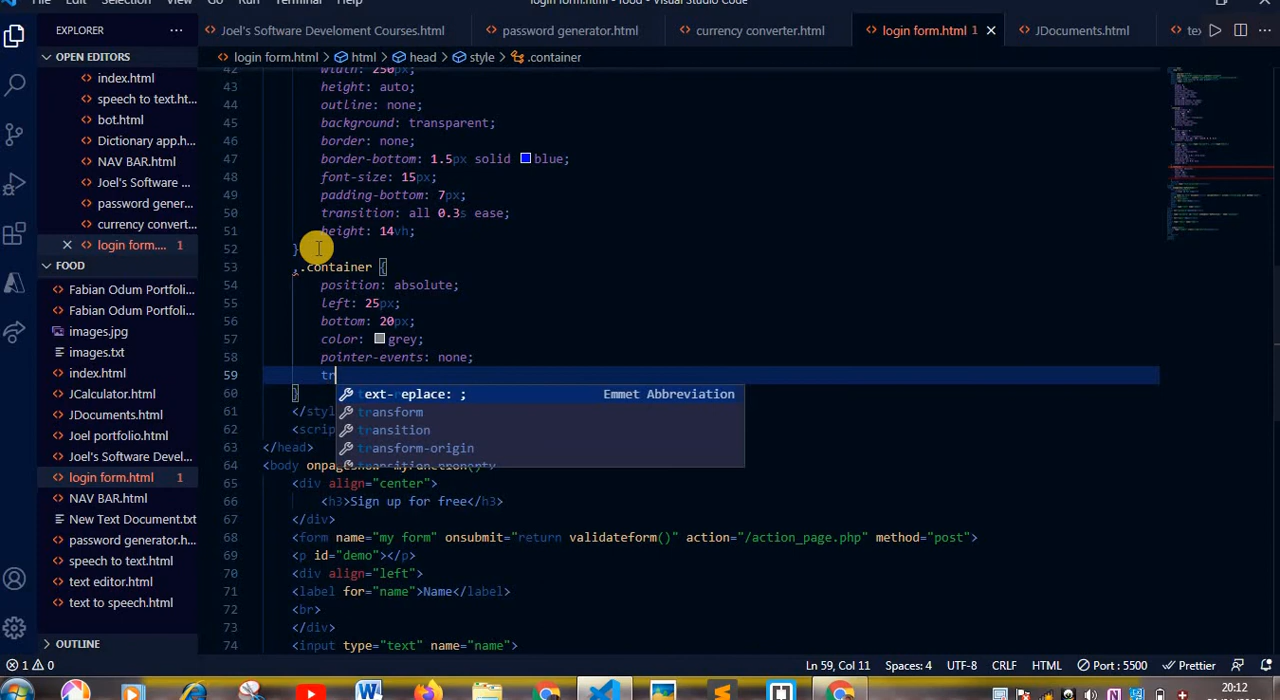 File Edit Selection View Go Run Terminal Help
login form.html - food - Visual Studio Code
EXPLORER ···
Joel's Software Develoment Courses.html
password generator.html
currency converter.html
login form.html 1
JDocuments.html
OPEN EDITORS
index.html
speech to text.ht...
bot.html
Dictionary app.h...
NAV BAR.html
Joel's Software ...
password gener...
currency convert...
login form.... 1
FOOD
Fabian Odum Portfolio...
Fabian Odum Portfolio...
images.jpg
images.txt
index.html
JCalculator.html
JDocuments.html
Joel portfolio.html
Joel's Software Devel...
login form.html 1
NAV BAR.html
New Text Document.txt
password generator.h...
speech to text.html
text editor.html
text to speech.html
OUTLINE
login form.html > html > head > style > .container
42 width: 250px;
43 height: auto;
44 outline: none;
45 background: transparent;
46 border: none;
47 border-bottom: 1.5px solid blue;
48 font-size: 15px;
49 padding-bottom: 7px;
50 transition: all 0.3s ease;
51 height: 14vh;
52 }
53 ,.container {
54 position: absolute;
55 left: 25px;
56 bottom: 20px;
57 color: grey;
58 pointer-events: none;
59 tr
60 }
text-replace: ; Emmet Abbreviation
transform
transition
transform-origin
61 </styl
62 <scrip
63 </head>
64 <body
65 <div align="center">
66 <h3>Sign up for free</h3>
67 </div>
68 <form name="my form" onsubmit="return validateform()" action="/action_page.php" method="post">
69 <p id="demo"></p>
70 <div align="left">
71 <label for="name">Name</label>
72 <br>
73 </div>
74 <input type="text" name="name">
1 0
Ln 59, Col 11 Spaces: 4 UTF-8 CRLF HTML Port : 5500 Prettier
20:12